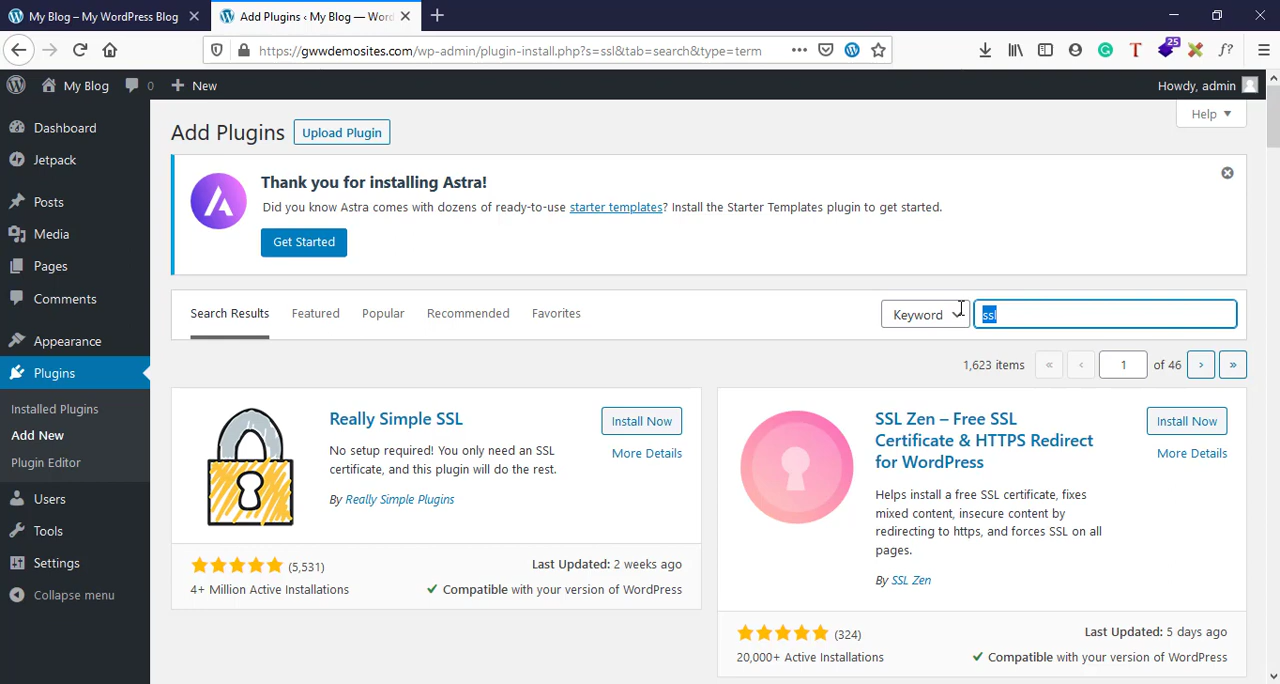 My Blog – My WordPress Blog
Add Plugins ‹ My Blog — Word
https://gwwdemosites.com/wp-admin/plugin-install.php?s=ssl&tab=search&type=term
25
T
f?
My Blog
0
New
Howdy, admin
Dashboard
Jetpack
Posts
Media
Pages
Comments
Appearance
Plugins
Installed Plugins
Add New
Plugin Editor
Users
Tools
Settings
Collapse menu
Add Plugins
Upload Plugin
Help
Thank you for installing Astra!
Did you know Astra comes with dozens of ready-to-use starter templates? Install the Starter Templates plugin to get started.
Get Started
Search Results
Featured
Popular
Recommended
Favorites
Keyword
ssl
1,623 items
«
‹
1
of 46
›
»
Really Simple SSL
Install Now
No setup required! You only need an SSL
certificate, and this plugin will do the rest.
More Details
By Really Simple Plugins
(5,531)
Last Updated: 2 weeks ago
4+ Million Active Installations
Compatible with your version of WordPress
SSL Zen – Free SSL
Certificate & HTTPS Redirect
for WordPress
Install Now
More Details
Helps install a free SSL certificate, fixes
mixed content, insecure content by
redirecting to https, and forces SSL on all
pages.
By SSL Zen
(324)
Last Updated: 5 days ago
20,000+ Active Installations
Compatible with your version of WordPress